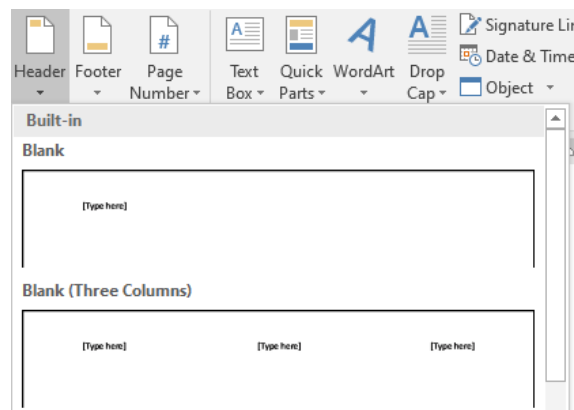 Header Footer Page Number Text Box Quick Parts WordArt Drop Cap
Signature Lin
Date & Time
Object
Built-in
Blank
[Type here]
Blank (Three Columns)
[Type here] [Type here] [Type here]